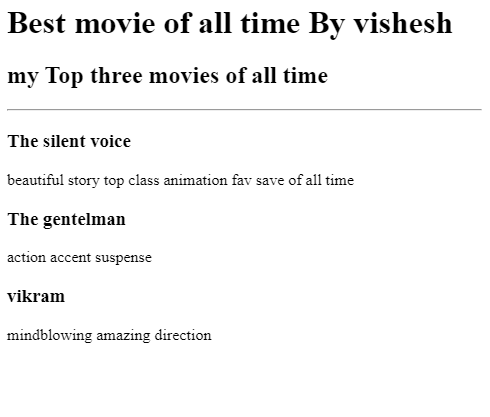 Best movie of all time By vishesh
my Top three movies of all time
The silent voice
beautiful story top class animation fav save of all time
The gentelman
action accent suspense
vikram
mindblowing amazing direction